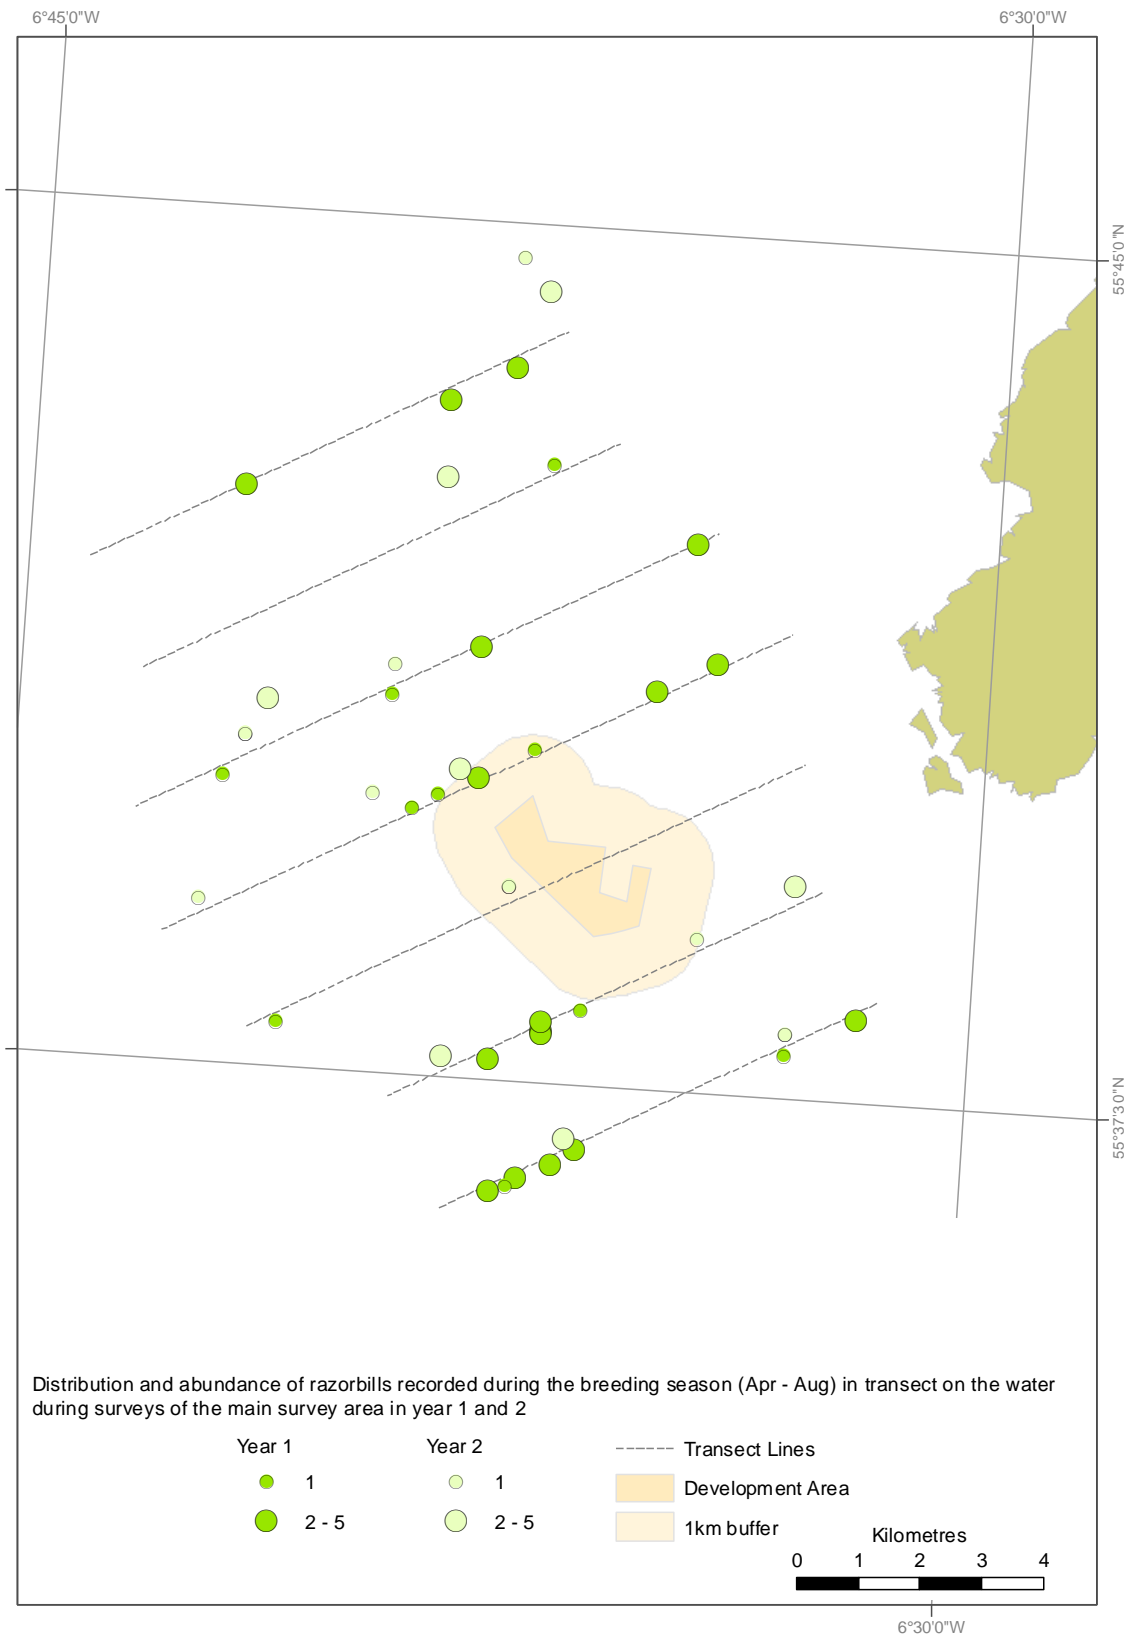 6°45'0"W
6°30'0"W
55°45'0"N
55°37'30"N
Distribution and abundance of razorbills recorded during the breeding season (Apr - Aug) in transect on the water
during surveys of the main survey area in year 1 and 2
Year 1
Year 2
1
1
2 - 5
2 - 5
Transect Lines
Development Area
1km buffer
Kilometres
0 1 2 3 4
6°30'0"W